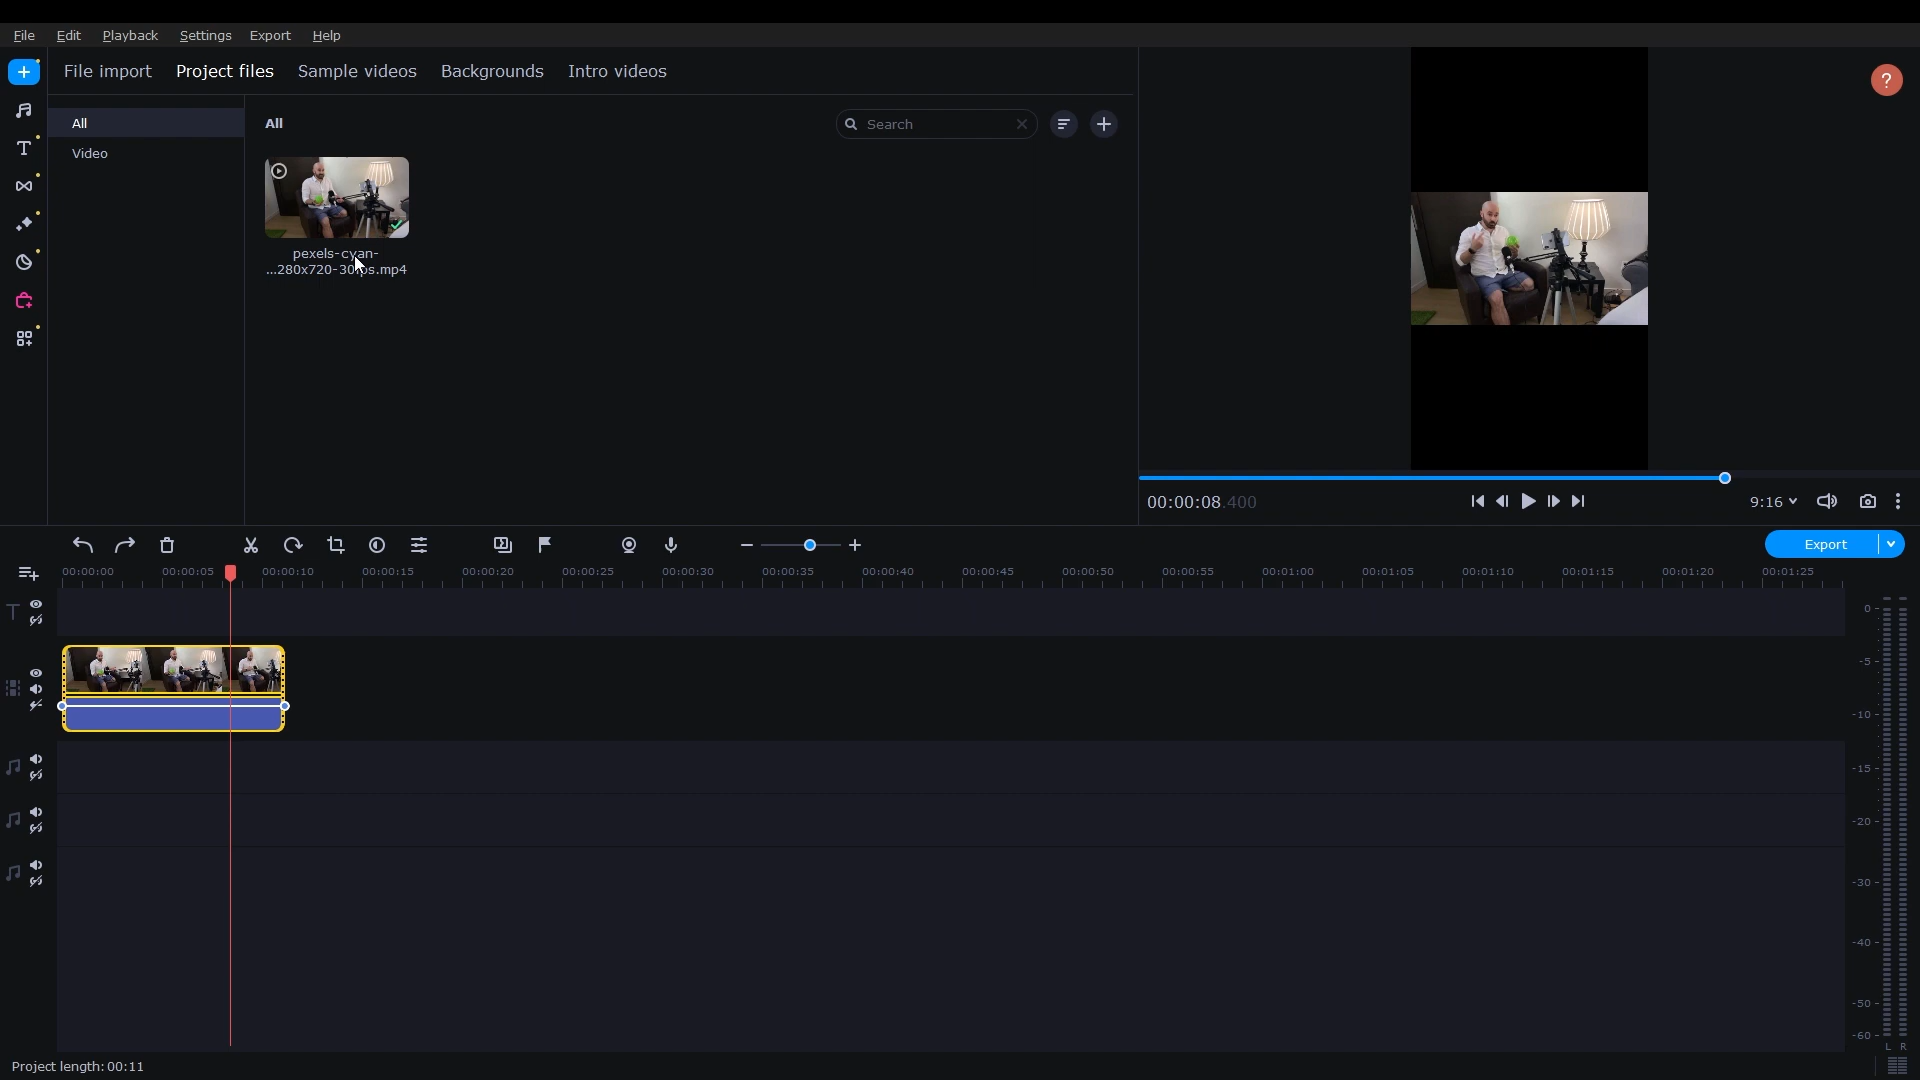 File Edit Playback Settings Export Help
File import Project files Sample videos Backgrounds Intro videos
All
Video
All
Search
pexels-cyan-
...280x720-30fps.mp4
?
00:00:08.400
9:16
Export
00:00:00 00:00:05 00:00:10 00:00:15 00:00:20 00:00:25 00:00:30 00:00:35 00:00:40 00:00:45 00:00:50 00:00:55 00:01:00 00:01:05 00:01:10 00:01:15 00:01:20 00:01:25
0
-5
-10
-15
-20
-30
-40
-50
-60
L R
Project length: 00:11